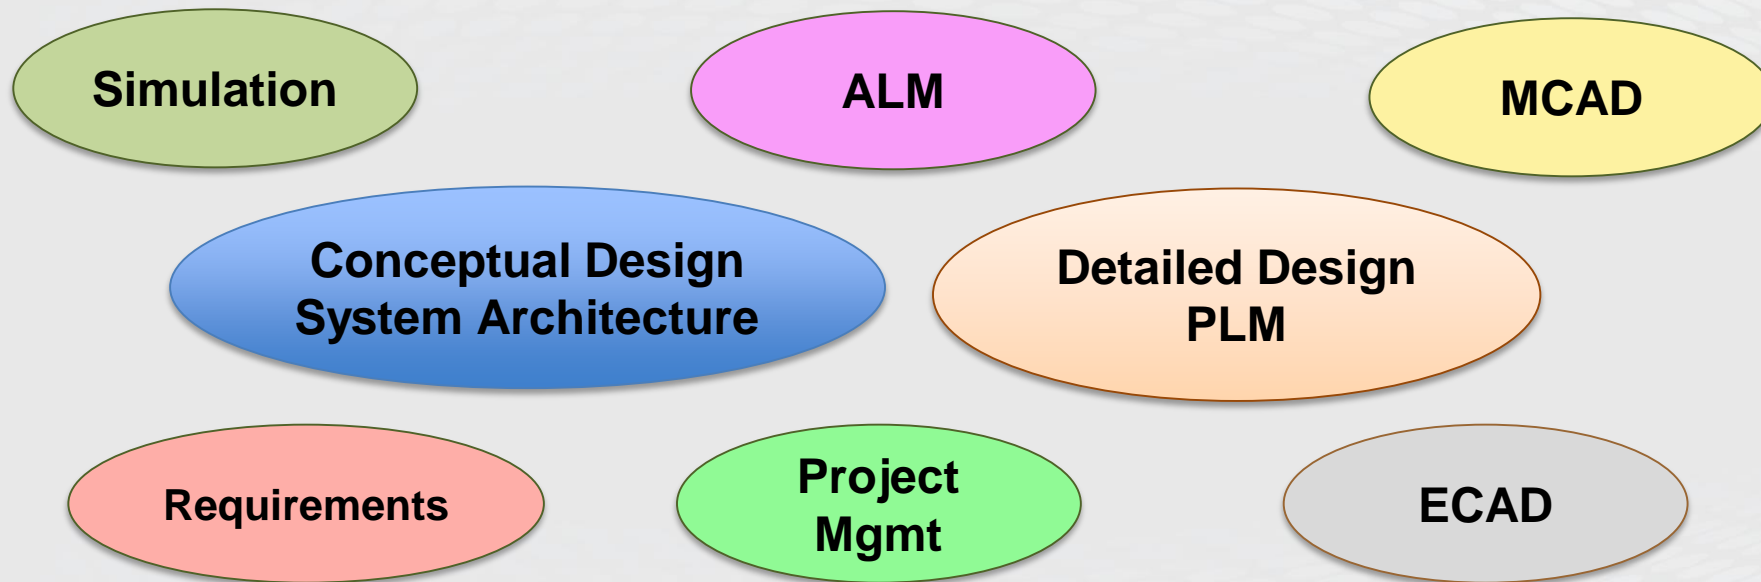 Simulation
ALM
MCAD
Conceptual Design
System Architecture
Detailed Design
PLM
Requirements
Project
Mgmt
ECAD